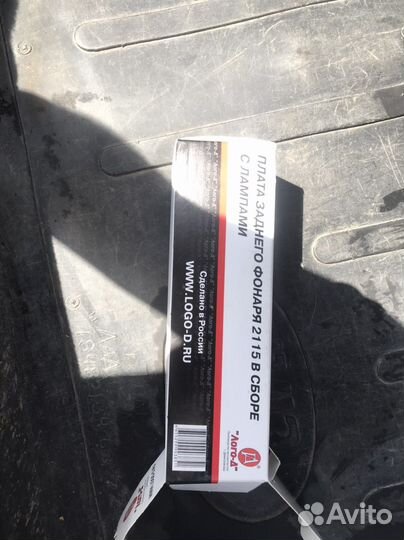 ПЛАТА ЗАДНЕГО ФОНАРЯ 2115 В СБОРЕ
С ЛАМПАМИ
"Лого-Д"
Сделано в России
WWW.LOGO-D.RU
Avito